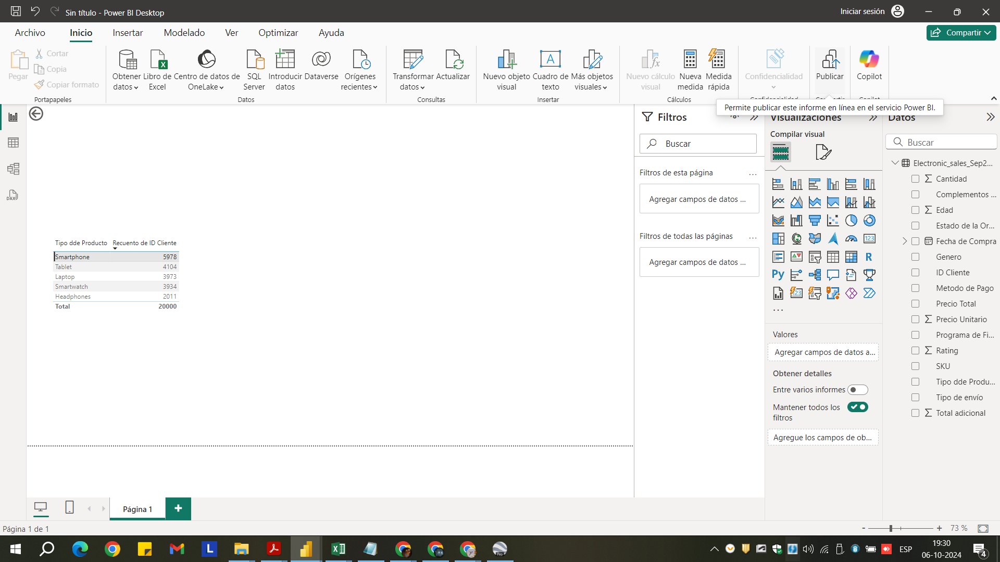 Sin título - Power BI Desktop
Iniciar sesión
Archivo
Inicio
Insertar
Modelado
Ver
Optimizar
Ayuda
Compartir
Pegar
Cortar
Copia
Copiar formato
Portapapeles
Obtener datos
Libro de Excel
Centro de datos de OneLake
SQL Server
Introducir datos
Dataverse
Orígenes recientes
Datos
Transformar datos
Actualizar
Consultas
Nuevo objeto visual
Cuadro de texto
Más objetos visuales
Insertar
Nuevo cálculo visual
Nueva medida
Medida rápida
Cálculos
Confidencialidad
Publicar
Copilot
Permite publicar este informe en línea en el servicio Power BI.
Tipo dde Producto Recuento de ID Cliente
Smartphone 5978
Tablet 4104
Laptop 3973
Smartwatch 3934
Headphones 2011
Total 20000
Filtros
Buscar
Filtros de esta página ...
Agregar campos de datos ...
Filtros de todas las páginas ...
Agregar campos de datos ...
Visualizaciones
Compilar visual
123
R
Py
123
...
Valores
Agregar campos de datos a...
Obtener detalles
Entre varios informes
Mantener todos los
filtros
Agregue los campos de ob...
Datos
Buscar
Electronic_sales_Sep2...
Cantidad
Complementos ...
Edad
Estado de la Or...
Fecha de Compra
Genero
ID Cliente
Metodo de Pago
Precio Total
Precio Unitario
Programa de Fi...
Rating
SKU
Tipo dde Produ...
Tipo de envío
Total adicional
DAX
Página 1
+
Página 1 de 1
- + 73 %
L
Pro
ESP
19:30
06-10-2024
4